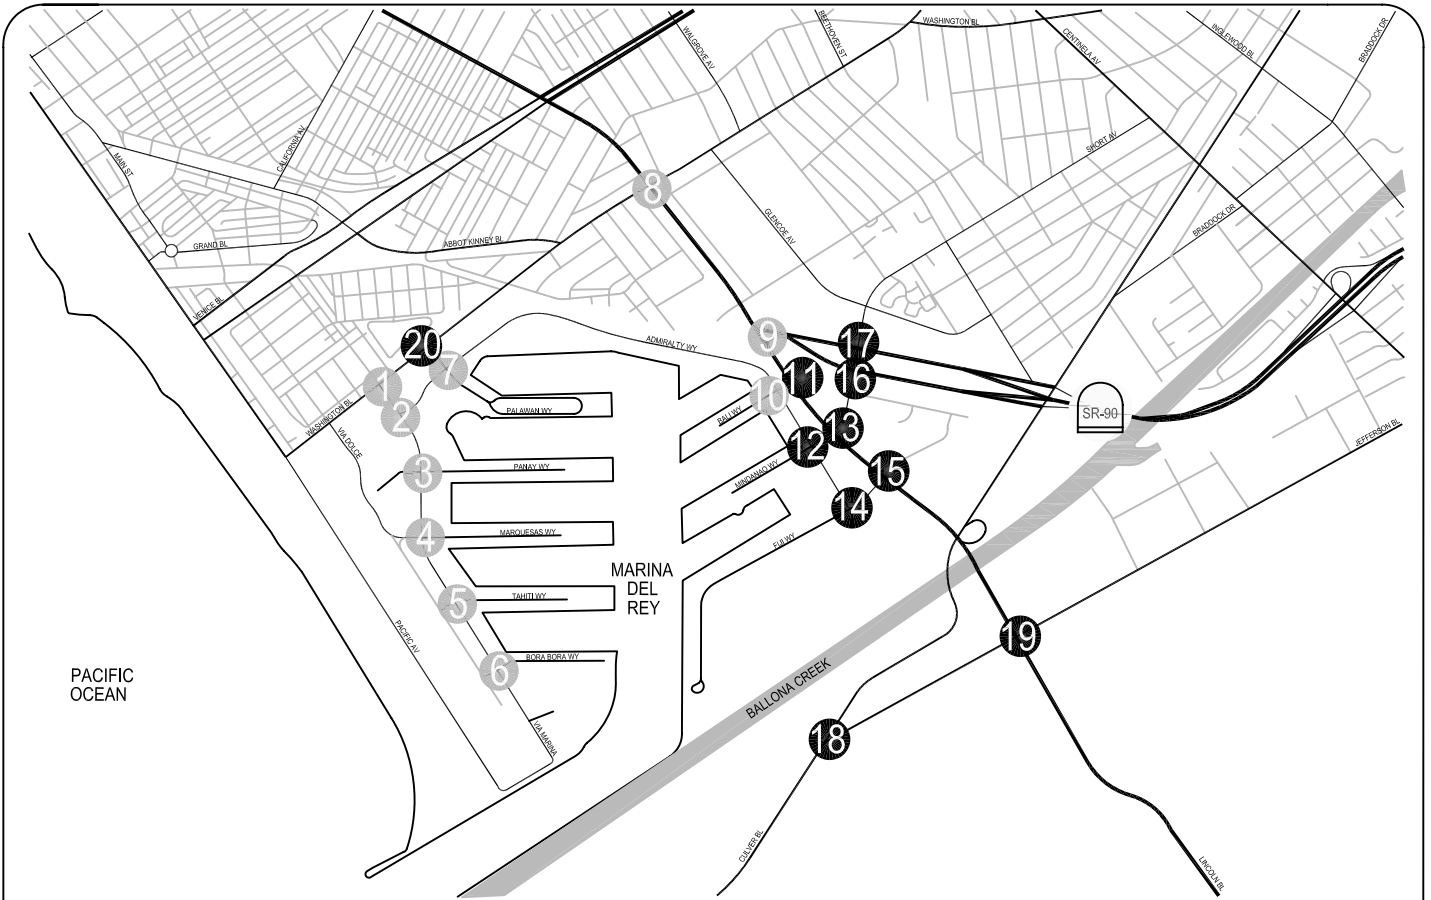 WASHINGTON BL
BEETHOVEN ST
WALGROVE AV
CENTINELA AV
INGLEWOOD BL
BRADDOCK DR
CALIFORNIA AV
MAIN ST
SHORT AV
8
GLENCOE AV
BRADDOCK DR
GRAND BL
ABBOT KINNEY BL
VENICE BL
20
ADMIRALTY WY
9
17
7
1
11
16
10
2
PALAWAN WY
BALI WY
SR-90
WASHINGTON BL
13
JEFFERSON BL
VIA DOLCE
12
3
PANAY WY
MINDANAO WY
15
14
4
MARQUESAS WY
FIJI WY
MARINA
DEL
REY
5
TAHITI WY
PACIFIC AV
19
6
BORA BORA WY
PACIFIC
OCEAN
BALLONA CREEK
VIA MARINA
18
CULVER BL
LINCOLN BL